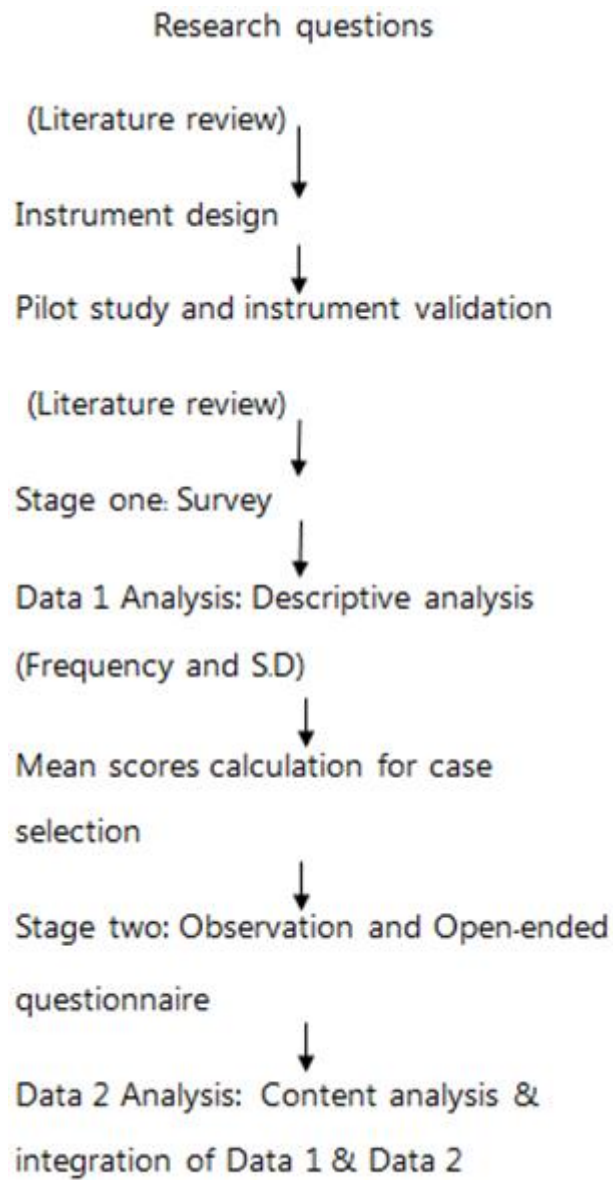 Research questions
(Literature review)
Instrument design
Pilot study and instrument validation
(Literature review)
Stage one: Survey
Data 1 Analysis: Descriptive analysis
(Frequency and S.D)
Mean scores calculation for case
selection
Stage two: Observation and Open-ended
questionnaire
Data 2 Analysis: Content analysis &
integration of Data 1 & Data 2